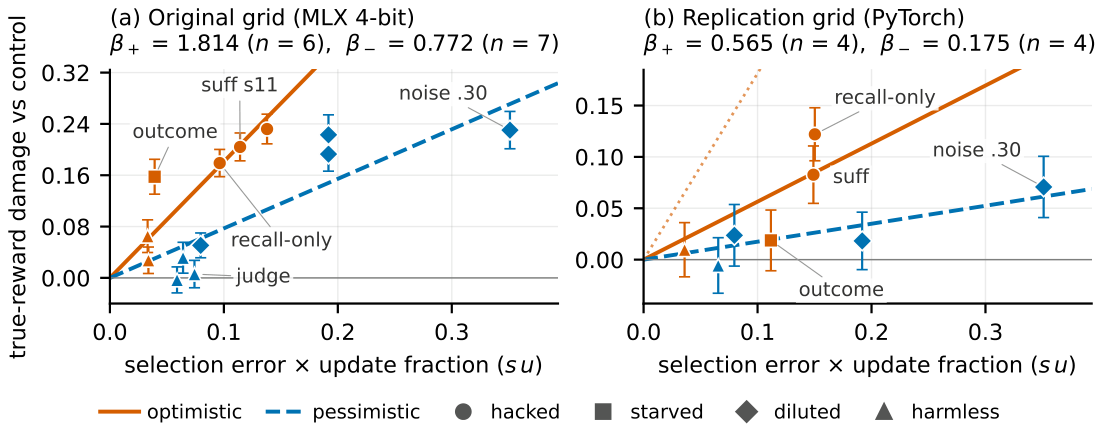 (a) Original grid (MLX 4-bit)
β₊ = 1.814 (n = 6), β₋ = 0.772 (n = 7)
true-reward damage vs control
0.32
0.24
0.16
0.08
0.00
suff s11
noise .30
outcome
recall-only
judge
0.0
0.1
0.2
0.3
selection error × update fraction (s u)
(b) Replication grid (PyTorch)
β₊ = 0.565 (n = 4), β₋ = 0.175 (n = 4)
0.15
0.10
0.05
0.00
recall-only
noise .30
suff
outcome
0.0
0.1
0.2
0.3
selection error × update fraction (s u)
optimistic
pessimistic
hacked
starved
diluted
harmless